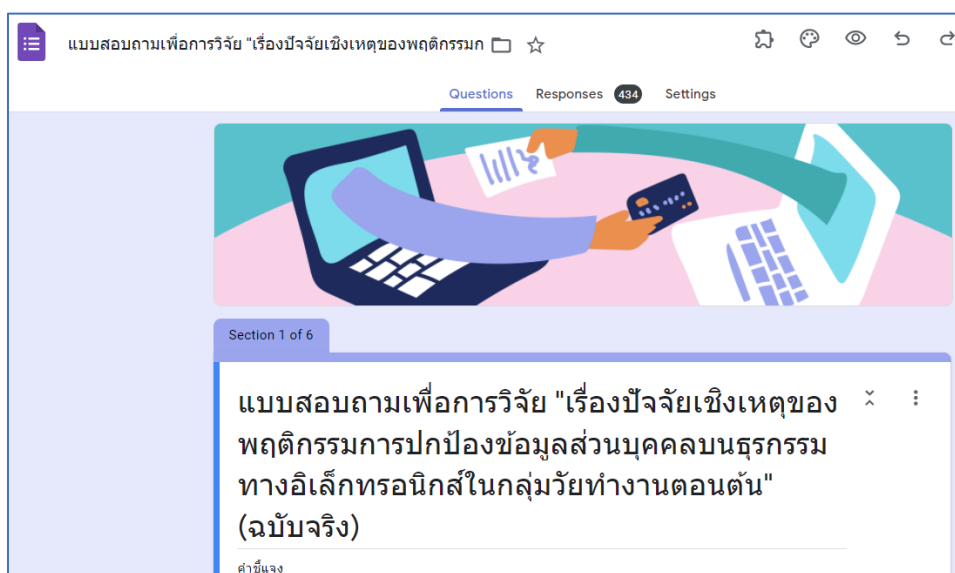 แบบสอบถามเพื่อการวิจัย "เรื่องปัจจัยเชิงเหตุของพฤติกรรมก
Questions Responses 434 Settings
Section 1 of 6
แบบสอบถามเพื่อการวิจัย "เรื่องปัจจัยเชิงเหตุของ
พฤติกรรมการปกป้องข้อมูลส่วนบุคคลบนธุรกรรม
ทางอิเล็กทรอนิกส์ในกลุ่มวัยทำงานตอนต้น"
(ฉบับจริง)
คำชี้แจง